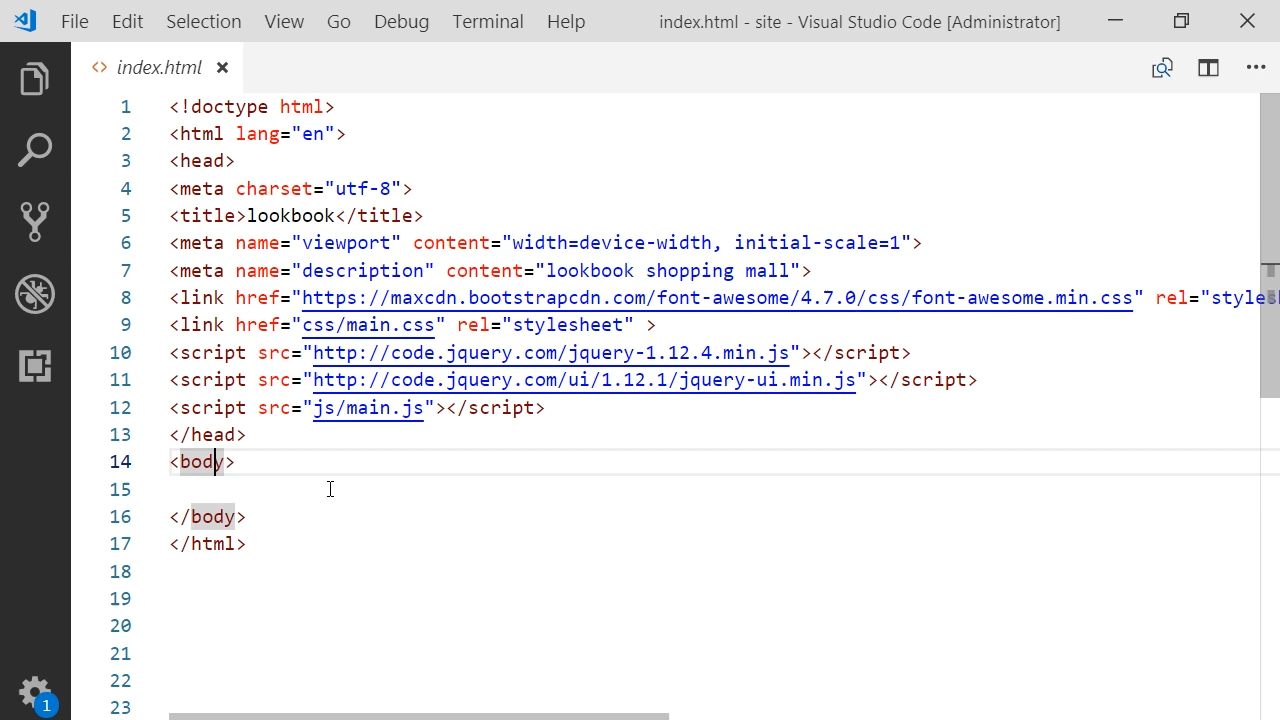 File Edit Selection View Go Debug Terminal Help index.html - site - Visual Studio Code [Administrator]
<> index.html
1 <!doctype html>
2 <html lang="en">
3 <head>
4 <meta charset="utf-8">
5 <title>lookbook</title>
6 <meta name="viewport" content="width=device-width, initial-scale=1">
7 <meta name="description" content="lookbook shopping mall">
8 <link href="https://maxcdn.bootstrapcdn.com/font-awesome/4.7.0/css/font-awesome.min.css" rel="styles
9 <link href="css/main.css" rel="stylesheet" >
10 <script src="http://code.jquery.com/jquery-1.12.4.min.js"></script>
11 <script src="http://code.jquery.com/ui/1.12.1/jquery-ui.min.js"></script>
12 <script src="js/main.js"></script>
13 </head>
14 <body>
15
16 </body>
17 </html>
18
19
20
21
22
23
1